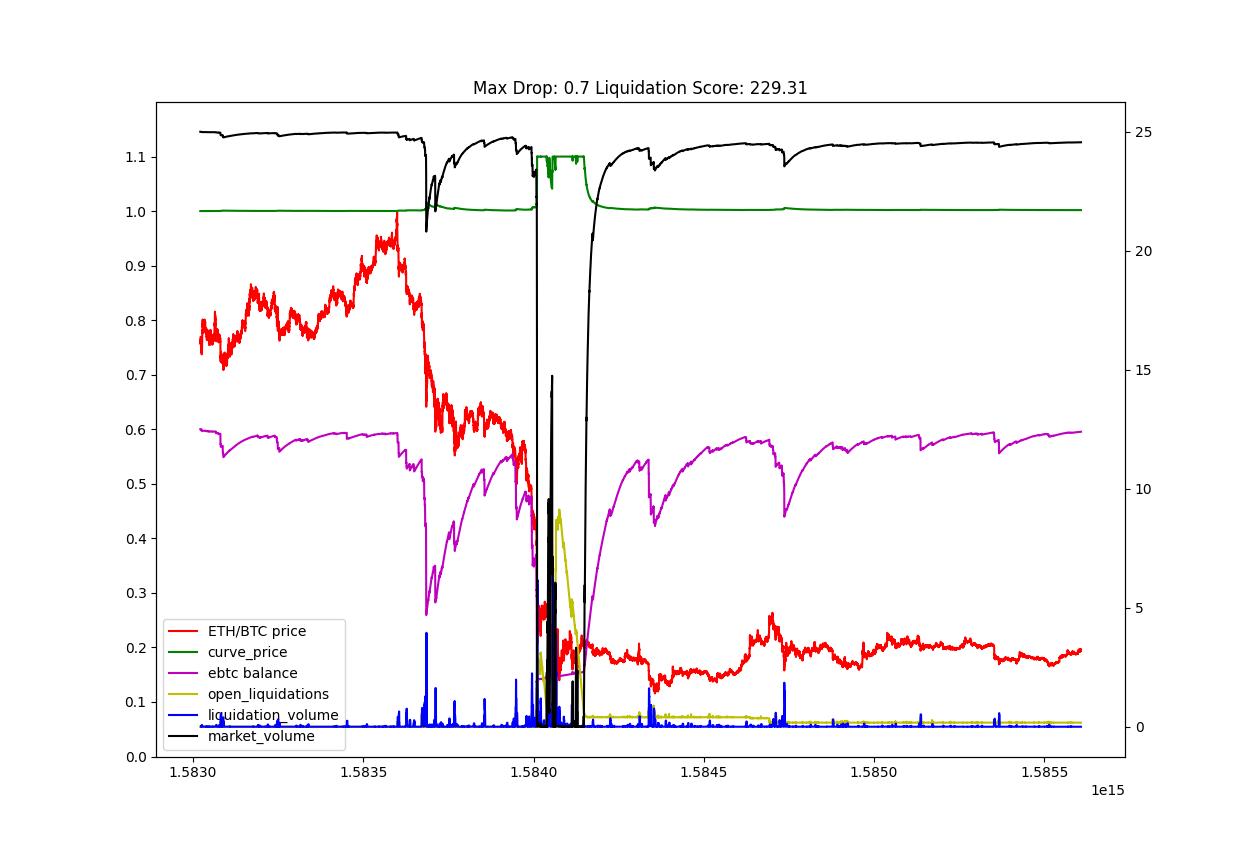 Max Drop: 0.7 Liquidation Score: 229.31
1.1
1.0
0.9
0.8
0.7
0.6
0.5
0.4
0.3
0.2
0.1
0.0
25
20
15
10
5
0
ETH/BTC price
curve_price
ebtc balance
open_liquidations
liquidation_volume
market_volume
1.5830 1.5835 1.5840 1.5845 1.5850 1.5855
1e15